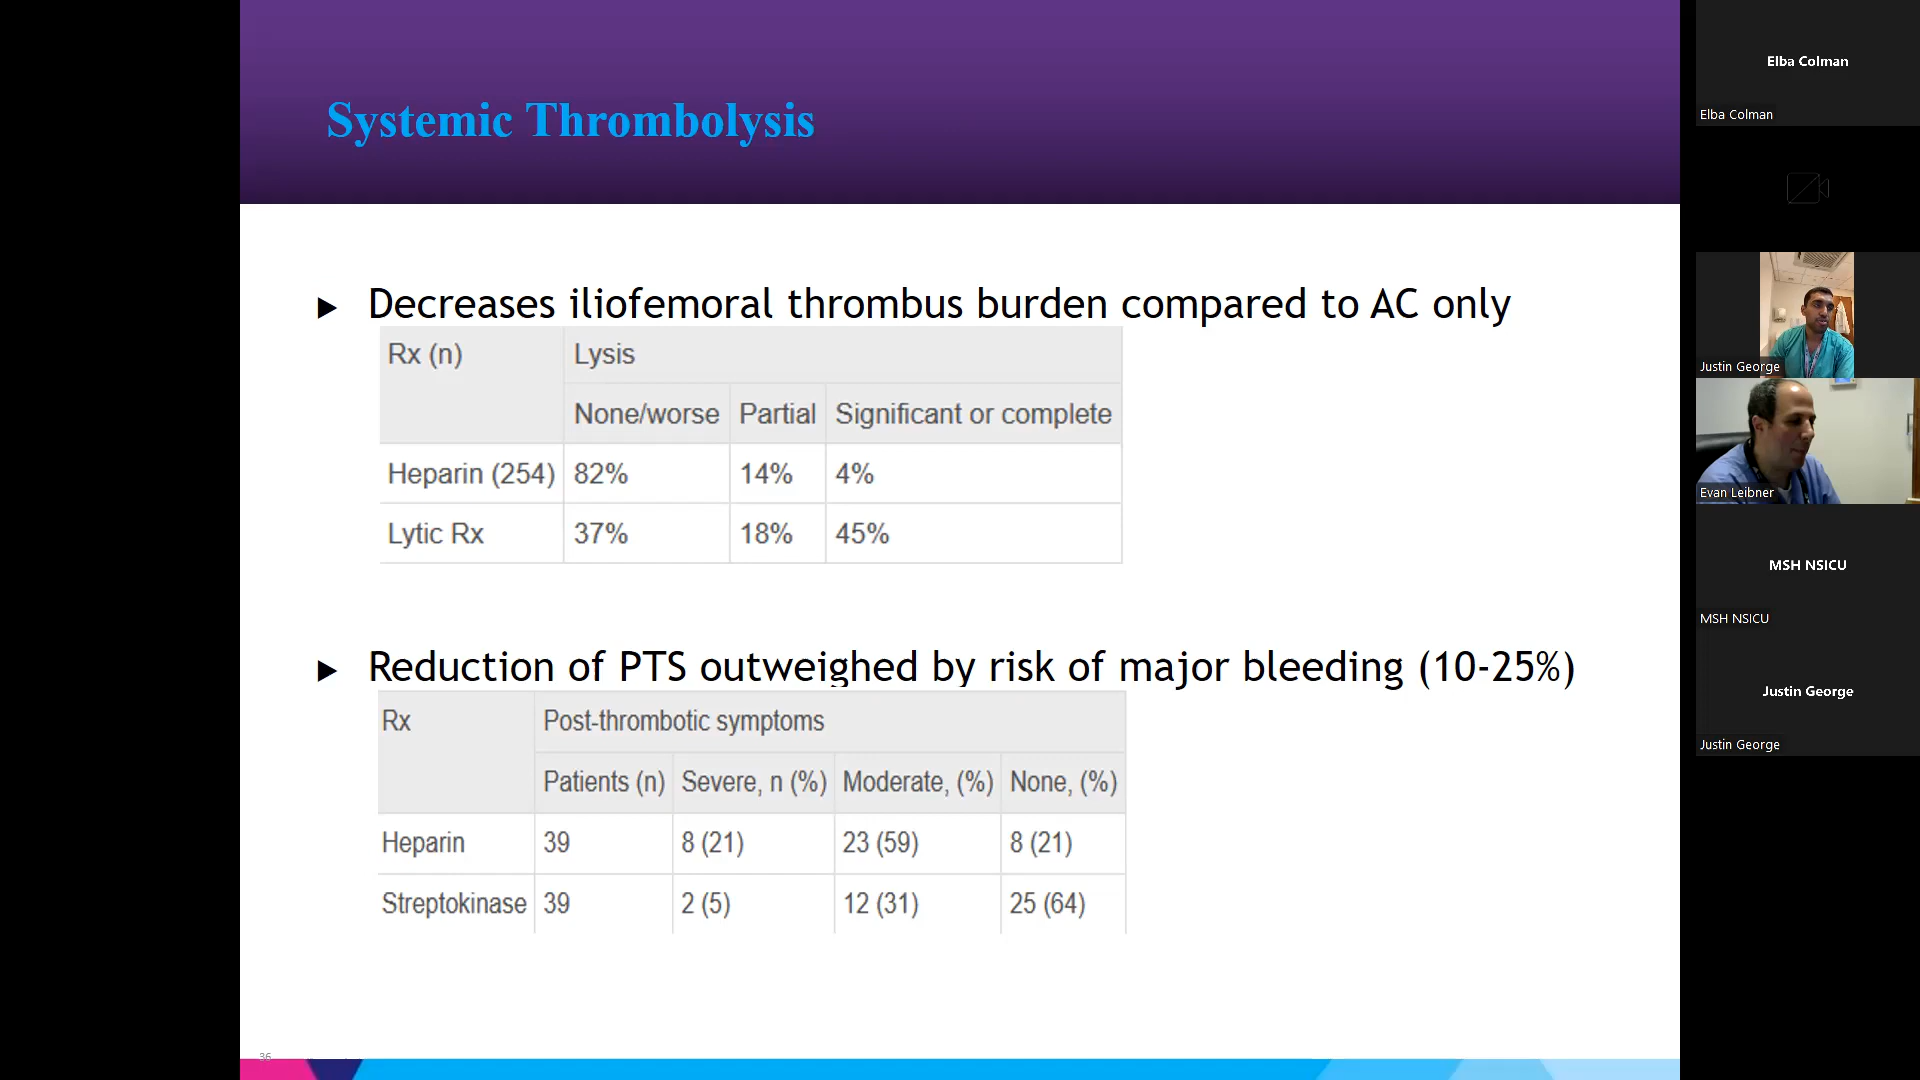 Systemic Thrombolysis
▶ Decreases iliofemoral thrombus burden compared to AC only
Rx (n) Lysis
None/worse Partial Significant or complete
Heparin (254) 82% 14% 4%
Lytic Rx 37% 18% 45%
▶ Reduction of PTS outweighed by risk of major bleeding (10-25%)
Rx Post-thrombotic symptoms
Patients (n) Severe, n (%) Moderate, (%) None, (%)
Heparin 39 8 (21) 23 (59) 8 (21)
Streptokinase 39 2 (5) 12 (31) 25 (64)
36
Elba Colman
Elba Colman
Justin George
Evan Leibner
MSH NSICU
MSH NSICU
Justin George
Justin George